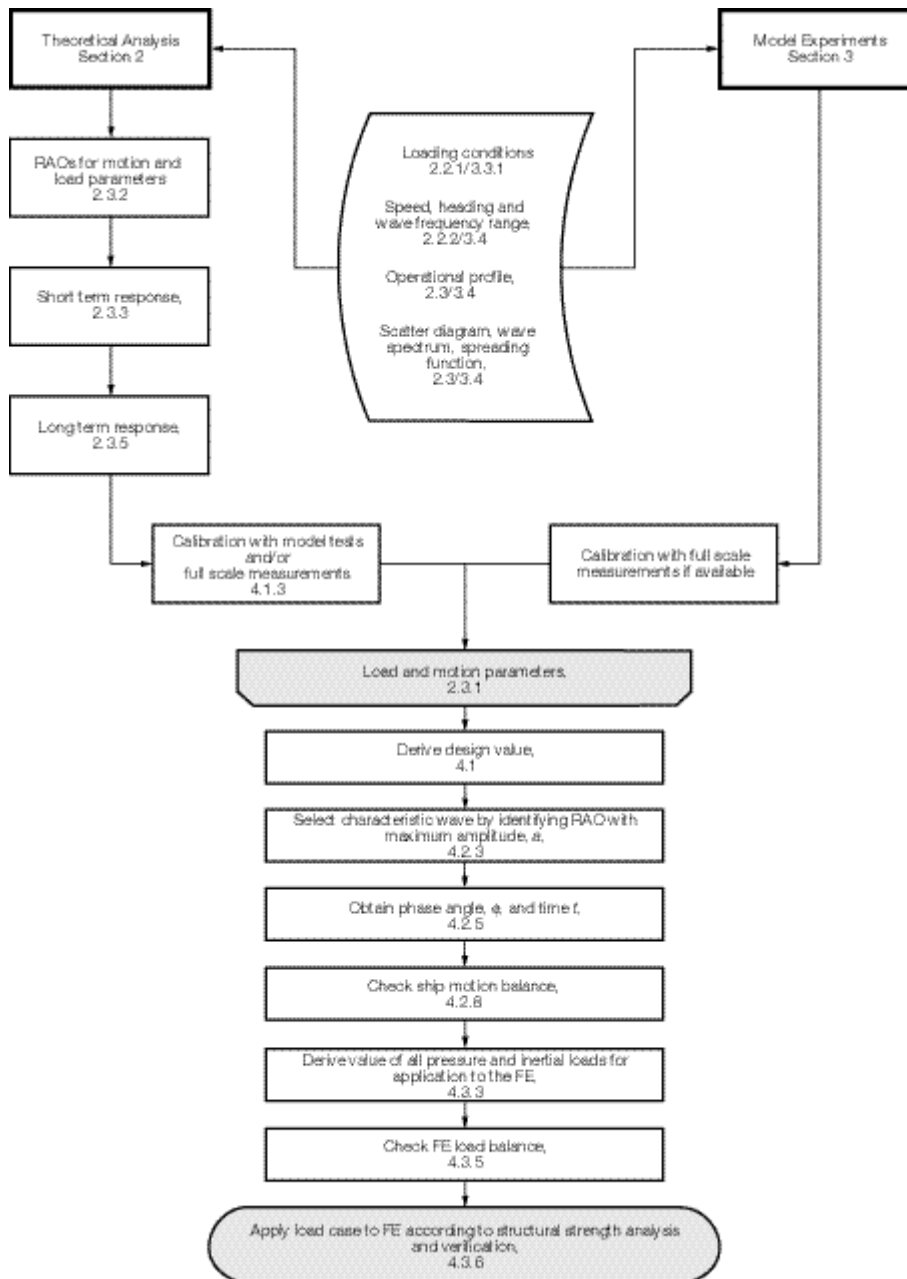 Theoretical Analysis
Section 2
Model Experiments
Section 3
Loading conditions
2.2.1/3.3.1
Speed, heading and
wave frequency range,
2.2.2/3.4
Operational profile,
2.3/3.4
Scatter diagram, wave
spectrum, spreading
function,
2.3/3.4
RAOs for motion and
load parameters
2.3.2
Short term response,
2.3.3
Long term response,
2.3.5
Calibration with model tests
and/or
full scale measurements
4.1.3
Calibration with full scale
measurements if available
Load and motion parameters,
2.3.1
Derive design value,
4.1
Select characteristic wave by identifying RAO with
maximum amplitude, a,
4.2.3
Obtain phase angle, φ, and time t,
4.2.5
Check ship motion balance,
4.2.8
Derive value of all pressure and inertial loads for
application to the FE,
4.3.3
Check FE load balance,
4.3.5
Apply load case to FE according to structural strength analysis
and verification,
4.3.6